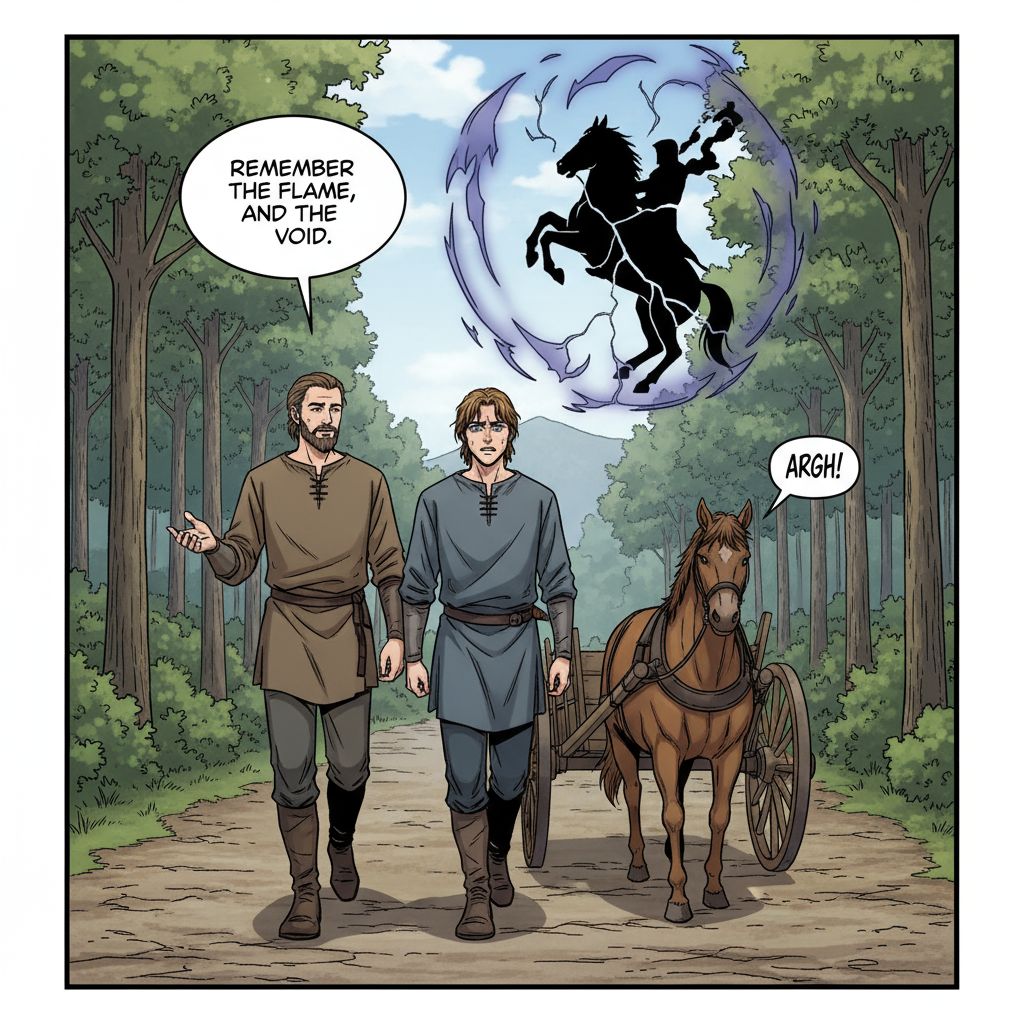 REMEMBER
THE FLAME,
AND THE
VOID.
ARGH!